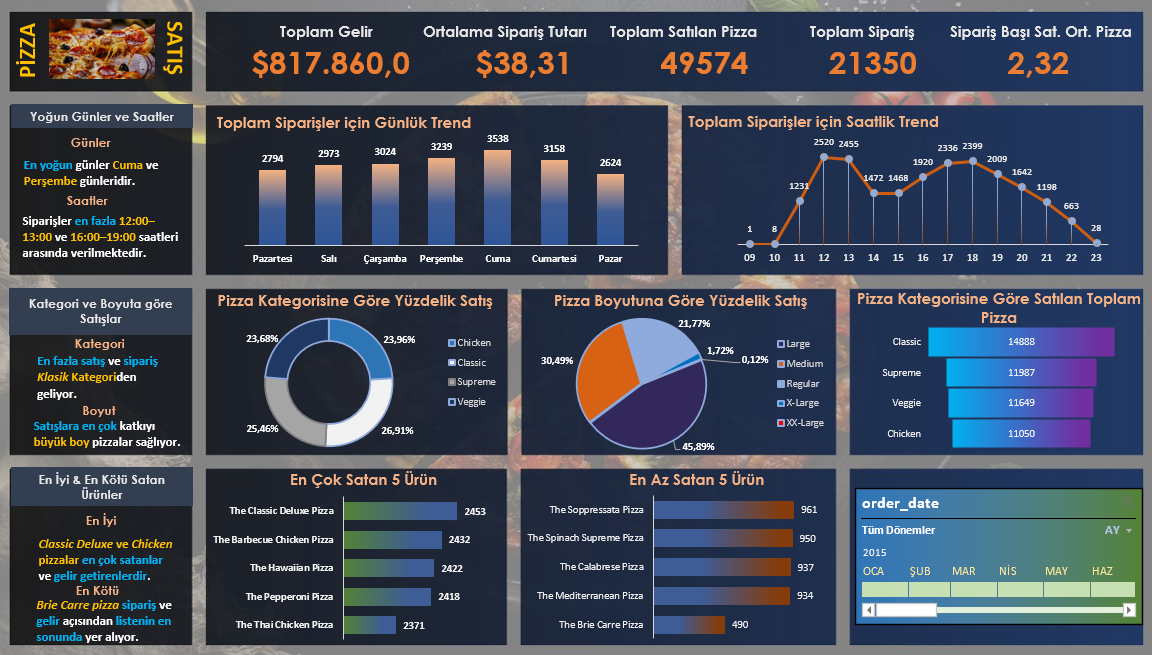 PİZZA
SATIŞ
Toplam Gelir
$817.860,0
Ortalama Sipariş Tutarı
$38,31
Toplam Satılan Pizza
49574
Toplam Sipariş
21350
Sipariş Başı Sat. Ort. Pizza
2,32
Yoğun Günler ve Saatler
Günler
En yoğun günler Cuma ve
Perşembe günleridir.
Saatler
Siparişler en fazla 12:00–
13:00 ve 16:00–19:00 saatleri
arasında verilmektedir.
Toplam Siparişler için Günlük Trend
2794
2973
3024
3239
3538
3158
2624
Pazartesi
Salı
Çarşamba
Perşembe
Cuma
Cumartesi
Pazar
Toplam Siparişler için Saatlik Trend
1
8
1231
2520
2455
1472
1468
1920
2336
2399
2009
1642
1198
663
28
09
10
11
12
13
14
15
16
17
18
19
20
21
22
23
Kategori ve Boyuta göre
Satışlar
Kategori
En fazla satış ve sipariş
Klasik Kategoriden
geliyor.
Boyut
Satışlara en çok katkıyı
büyük boy pizzalar sağlıyor.
Pizza Kategorisine Göre Yüzdelik Satış
23,68%
23,96%
25,46%
26,91%
Chicken
Classic
Supreme
Veggie
Pizza Boyutuna Göre Yüzdelik Satış
21,77%
1,72%
0,12%
30,49%
45,89%
Large
Medium
Regular
X-Large
XX-Large
Pizza Kategorisine Göre Satılan Toplam
Pizza
Classic
14888
Supreme
11987
Veggie
11649
Chicken
11050
En İyi & En Kötü Satan
Ürünler
En İyi
Classic Deluxe ve Chicken
pizzalar en çok satanlar
ve gelir getirenlerdir.
En Kötü
Brie Carre pizza sipariş ve
gelir açısından listenin en
sonunda yer alıyor.
En Çok Satan 5 Ürün
The Classic Deluxe Pizza
2453
The Barbecue Chicken Pizza
2432
The Hawaiian Pizza
2422
The Pepperoni Pizza
2418
The Thai Chicken Pizza
2371
En Az Satan 5 Ürün
The Soppressata Pizza
961
The Spinach Supreme Pizza
950
The Calabrese Pizza
937
The Mediterranean Pizza
934
The Brie Carre Pizza
490
order_date
Tüm Dönemler
AY
2015
OCA
ŞUB
MAR
NİS
MAY
HAZ